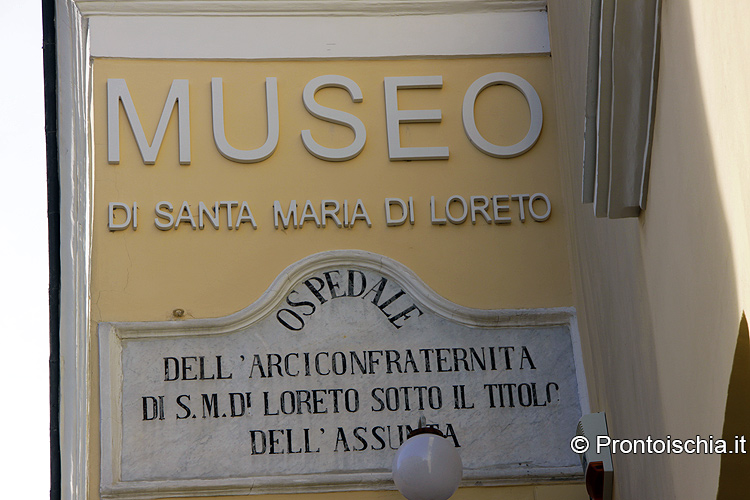 MUSEO
DI SANTA MARIA DI LORETO
OSPEDALE
DELL'ARCICONFRATERNITA
DI S.M.DI LORETO SOTTO IL TITOLO
DELL'ASSUNTA
© Prontoischia.it